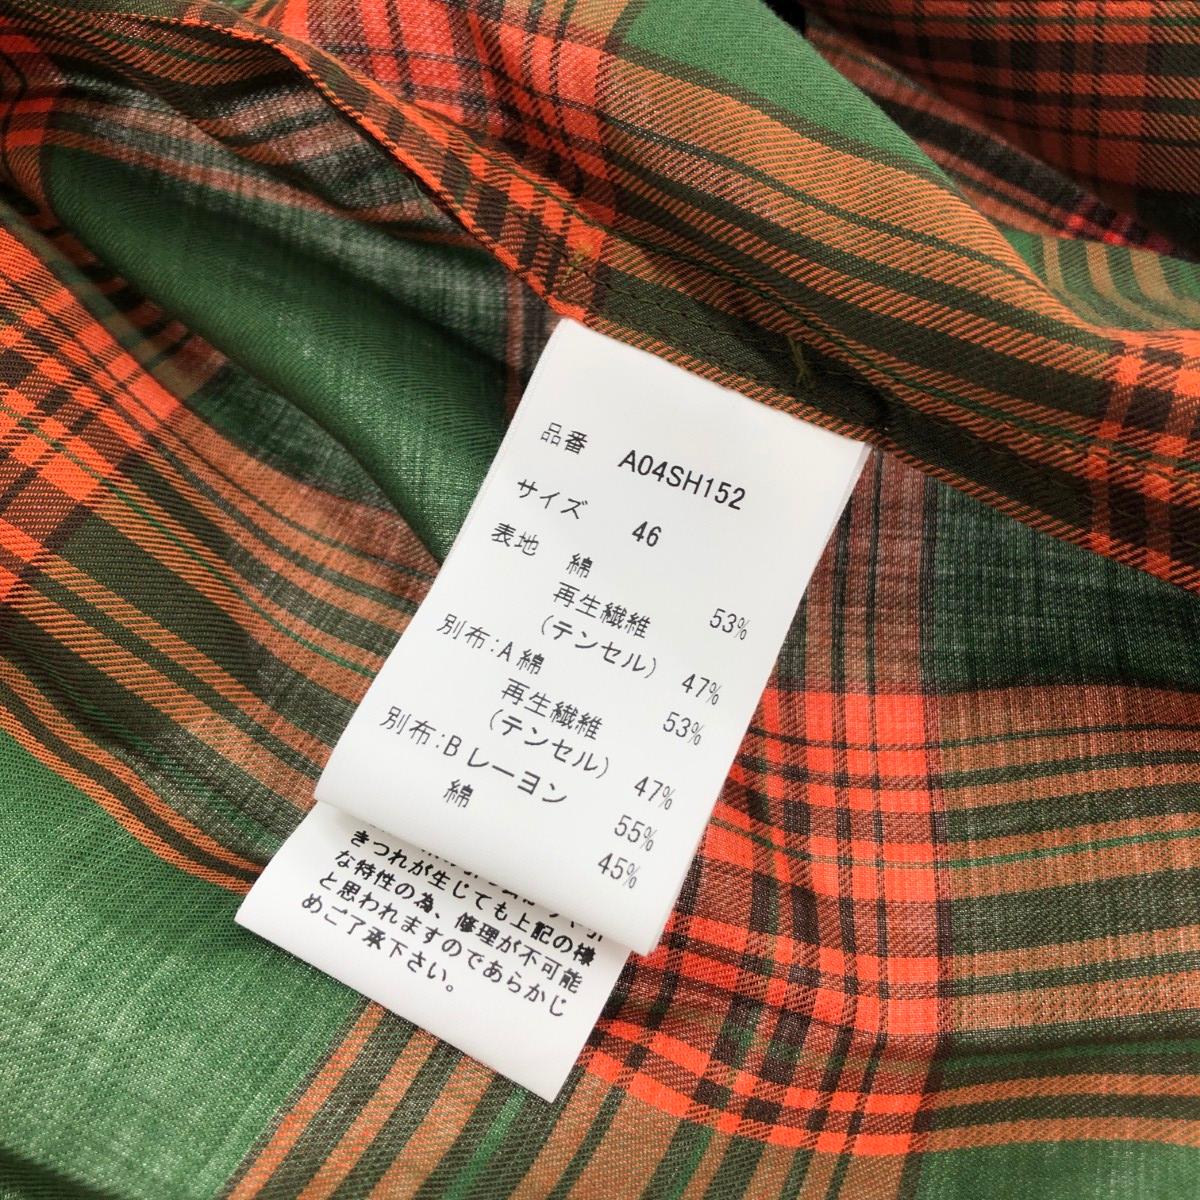 品番 A04SH152
サイズ 46
表地 綿 53%
再生繊維
(テンセル) 47%
別布:A 綿 53%
再生繊維
(テンセル) 47%
別布:B レーヨン 55%
綿 45%
きつれが生じても上記の様
な特性の為、修理が不可能
と思われますのであらかじ
めご了承下さい。